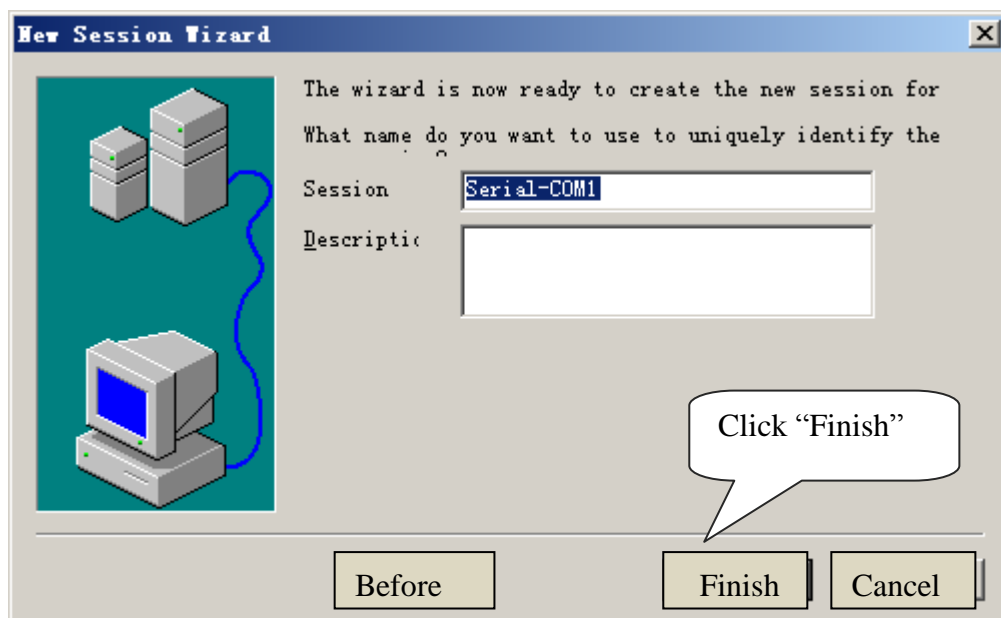 New Session Wizard
The wizard is now ready to create the new session for
What name do you want to use to uniquely identify the
Session
Serial-COM1
Descriptic
Click “Finish”
Before
Finish
Cancel